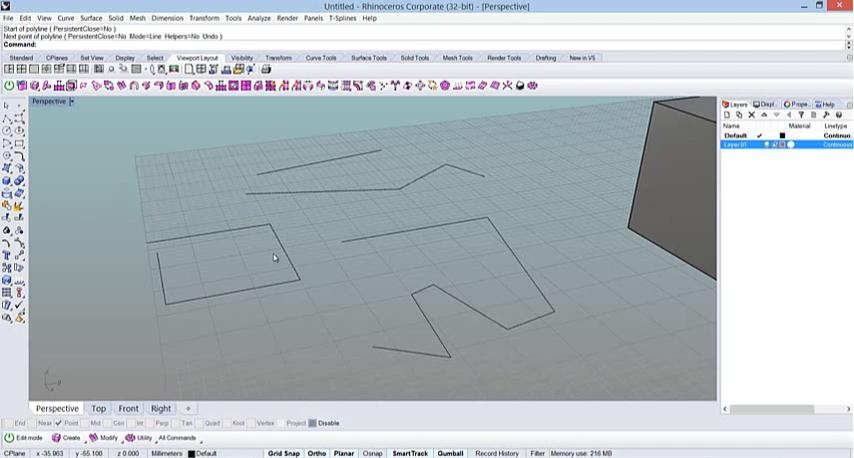 Untitled - Rhinoceros Corporate (32-bit) - [Perspective]
File Edit View Curve Surface Solid Mesh Dimension Transform Tools Analyze Render Panels T-Splines Help
Start of polyline ( PersistentClose=No )
Next point of polyline ( PersistentClose=No Mode=Line Helpers=No Undo )
Command:
Standard CPlanes Set View Display Select Viewport Layout Visibility Transform Curve Tools Surface Tools Solid Tools Mesh Tools Render Tools Drafting New in V5
Perspective
Layers Displ... Prope... Help
Name Material Linetype
Default Continuo...
Layer 01 Continuous
Perspective Top Front Right
End Near Point Mid Cen Int Perp Tan Quad Knot Vertex Project Disable
Edit mode Create Modify Utility All Commands
CPlane x -35.963 y -55.100 z 0.000 Millimeters Default Grid Snap Ortho Planar Osnap SmartTrack Gumball Record History Filter Memory use: 216 MB